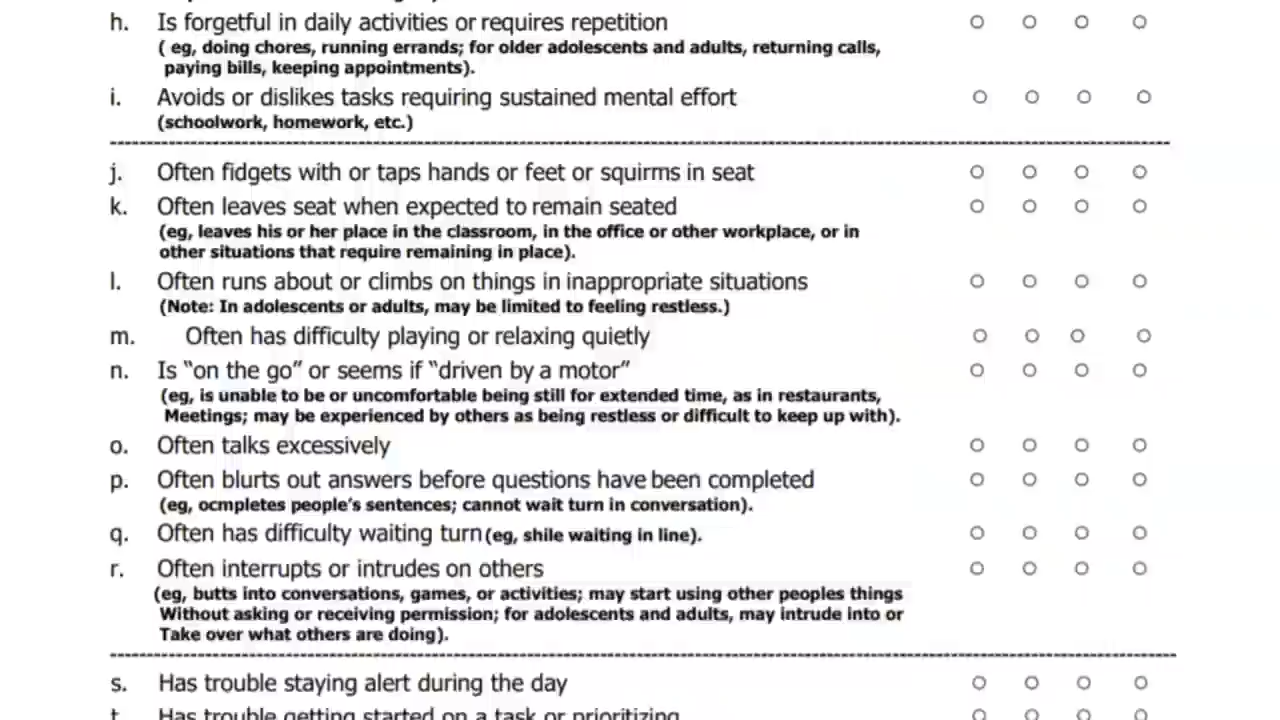 h. Is forgetful in daily activities or requires repetition
( eg, doing chores, running errands; for older adolescents and adults, returning calls,
paying bills, keeping appointments).
i. Avoids or dislikes tasks requiring sustained mental effort
(schoolwork, homework, etc.)
j. Often fidgets with or taps hands or feet or squirms in seat
k. Often leaves seat when expected to remain seated
(eg, leaves his or her place in the classroom, in the office or other workplace, or in
other situations that require remaining in place).
l. Often runs about or climbs on things in inappropriate situations
(Note: In adolescents or adults, may be limited to feeling restless.)
m. Often has difficulty playing or relaxing quietly
n. Is “on the go” or seems if “driven by a motor”
(eg, is unable to be or uncomfortable being still for extended time, as in restaurants,
Meetings; may be experienced by others as being restless or difficult to keep up with).
o. Often talks excessively
p. Often blurts out answers before questions have been completed
(eg, ocmpletes people’s sentences; cannot wait turn in conversation).
q. Often has difficulty waiting turn (eg, shile waiting in line).
r. Often interrupts or intrudes on others
(eg, butts into conversations, games, or activities; may start using other peoples things
Without asking or receiving permission; for adolescents and adults, may intrude into or
Take over what others are doing).
s. Has trouble staying alert during the day
t. Has trouble getting started on a task or prioritizing